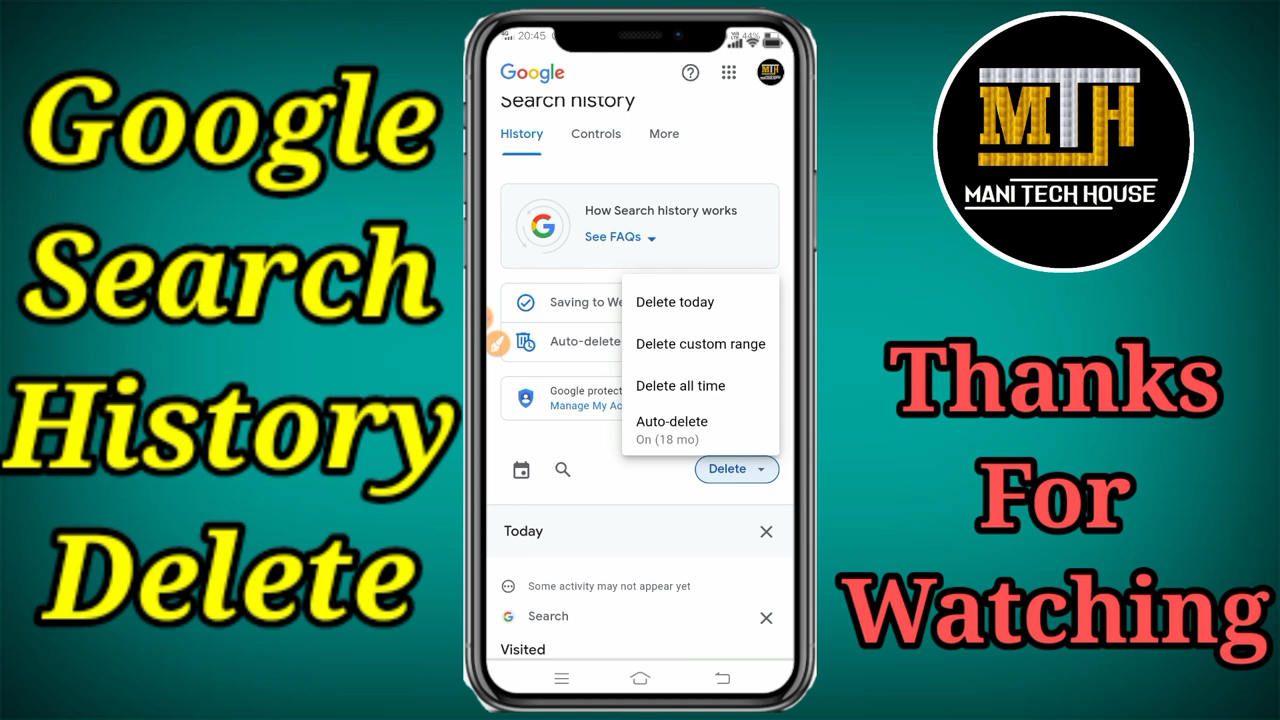 Google
Search
History
Delete
20:45
44%
Google
Search history
History Controls More
How Search history works
See FAQs
Saving to We
Auto-delete
Google protect
Manage My Ac
Delete today
Delete custom range
Delete all time
Auto-delete
On (18 mo)
Delete
Today
Some activity may not appear yet
Search
Visited
MTH
MANI TECH HOUSE
Thanks
For
Watching